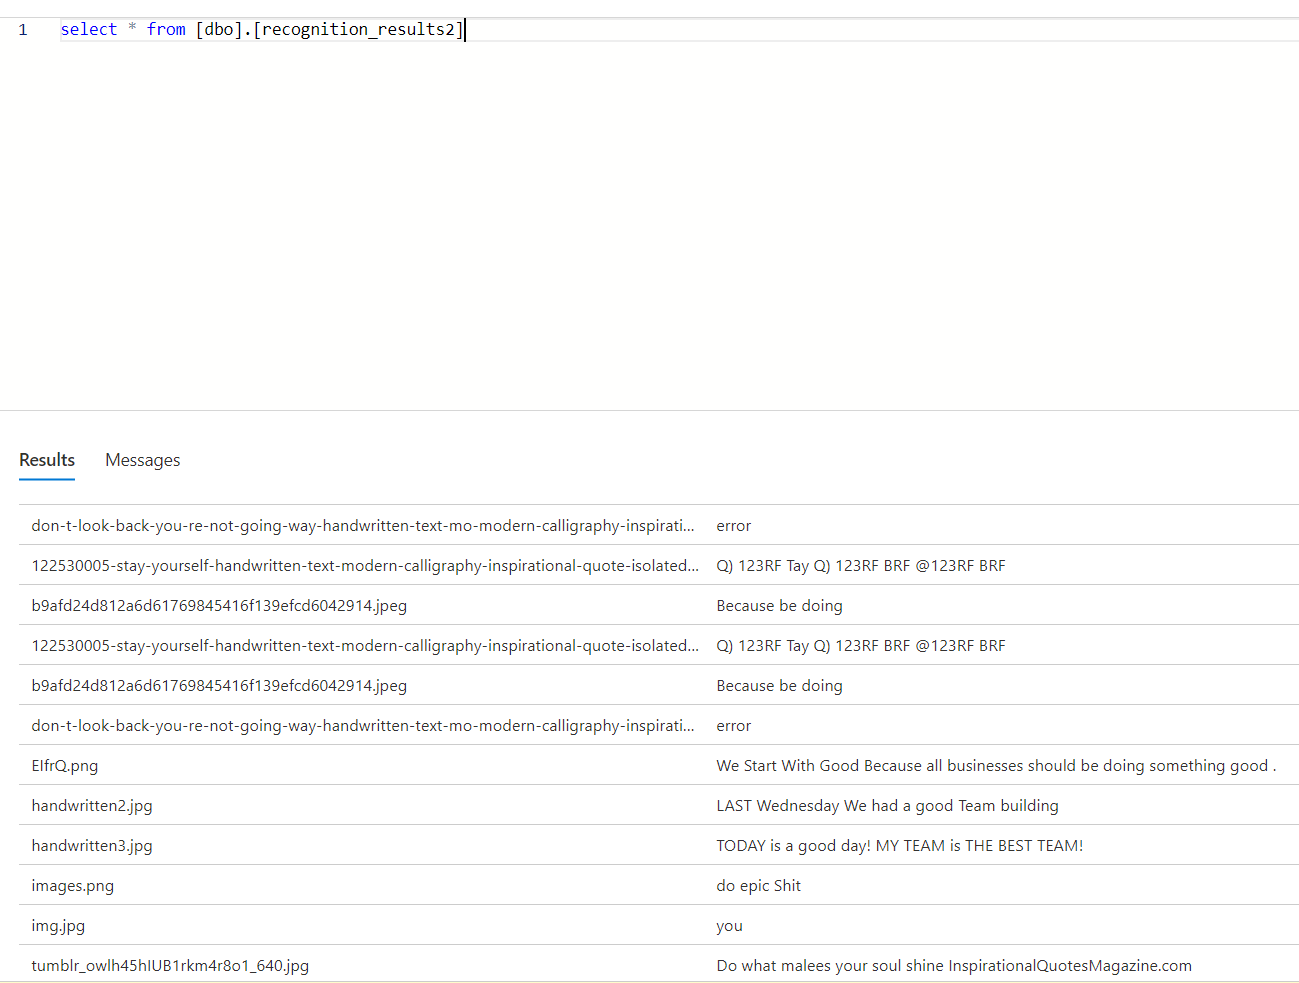 1 select * from [dbo].[recognition_results2]
Results Messages
don-t-look-back-you-re-not-going-way-handwritten-text-mo-modern-calligraphy-inspirati... error
122530005-stay-yourself-handwritten-text-modern-calligraphy-inspirational-quote-isolated... Q) 123RF Tay Q) 123RF BRF @123RF BRF
b9afd24d812a6d61769845416f139efcd6042914.jpeg Because be doing
122530005-stay-yourself-handwritten-text-modern-calligraphy-inspirational-quote-isolated... Q) 123RF Tay Q) 123RF BRF @123RF BRF
b9afd24d812a6d61769845416f139efcd6042914.jpeg Because be doing
don-t-look-back-you-re-not-going-way-handwritten-text-mo-modern-calligraphy-inspirati... error
EIfrQ.png We Start With Good Because all businesses should be doing something good .
handwritten2.jpg LAST Wednesday We had a good Team building
handwritten3.jpg TODAY is a good day! MY TEAM is THE BEST TEAM!
images.png do epic Shit
img.jpg you
tumblr_owlh45hIUB1rkm4r8o1_640.jpg Do what malees your soul shine InspirationalQuotesMagazine.com